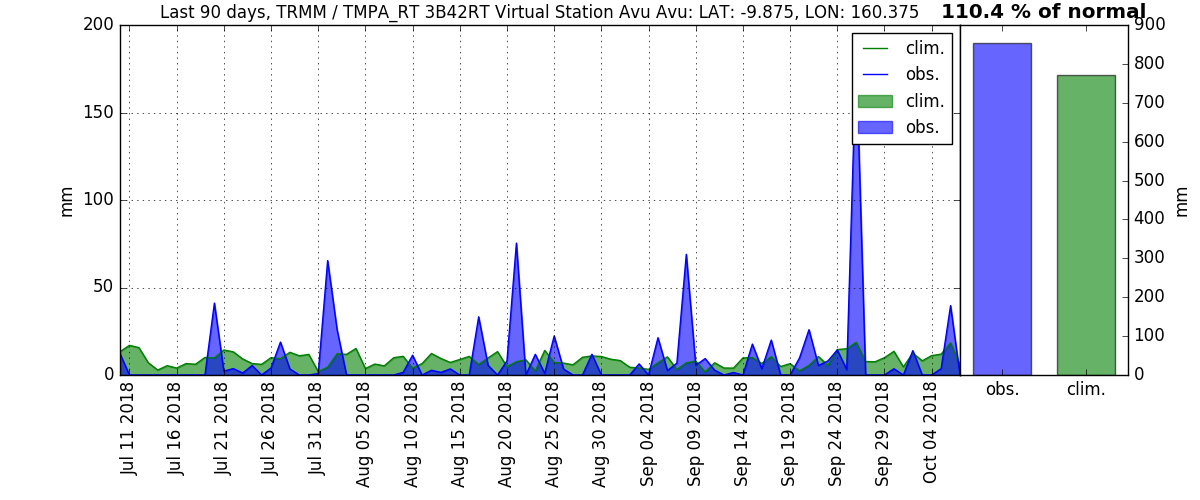 Last 90 days, TRMM / TMPA_RT 3B42RT Virtual Station Avu Avu: LAT: -9.875, LON: 160.375
110.4 % of normal
200
150
100
50
0
mm
clim.
obs.
clim.
obs.
900
800
700
600
500
400
300
200
100
0
mm
Jul 11 2018
Jul 16 2018
Jul 21 2018
Jul 26 2018
Jul 31 2018
Aug 05 2018
Aug 10 2018
Aug 15 2018
Aug 20 2018
Aug 25 2018
Aug 30 2018
Sep 04 2018
Sep 09 2018
Sep 14 2018
Sep 19 2018
Sep 24 2018
Sep 29 2018
Oct 04 2018
obs.
clim.